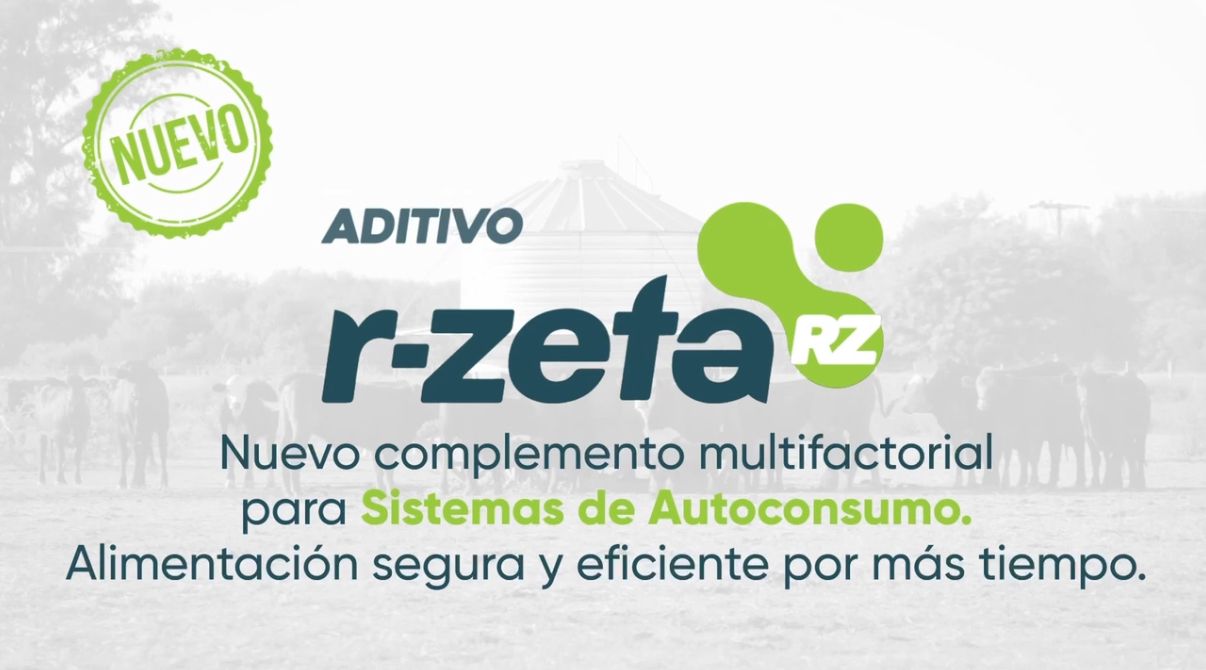 NUEVO
ADITIVO
r-zeta
RZ
Nuevo complemento multifactorial
para Sistemas de Autoconsumo.
Alimentación segura y eficiente por más tiempo.